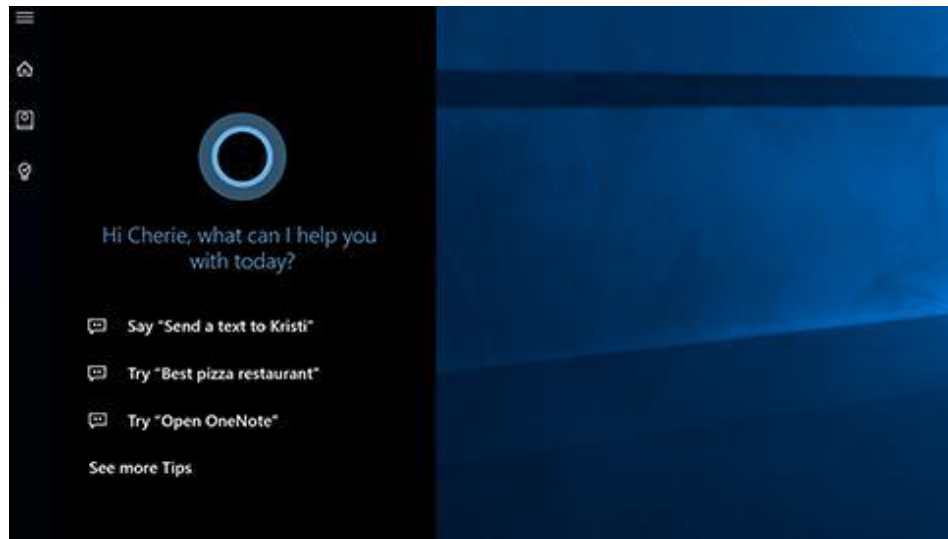 Hi Cherie, what can I help you
with today?
Say "Send a text to Kristi"
Try "Best pizza restaurant"
Try "Open OneNote"
See more Tips